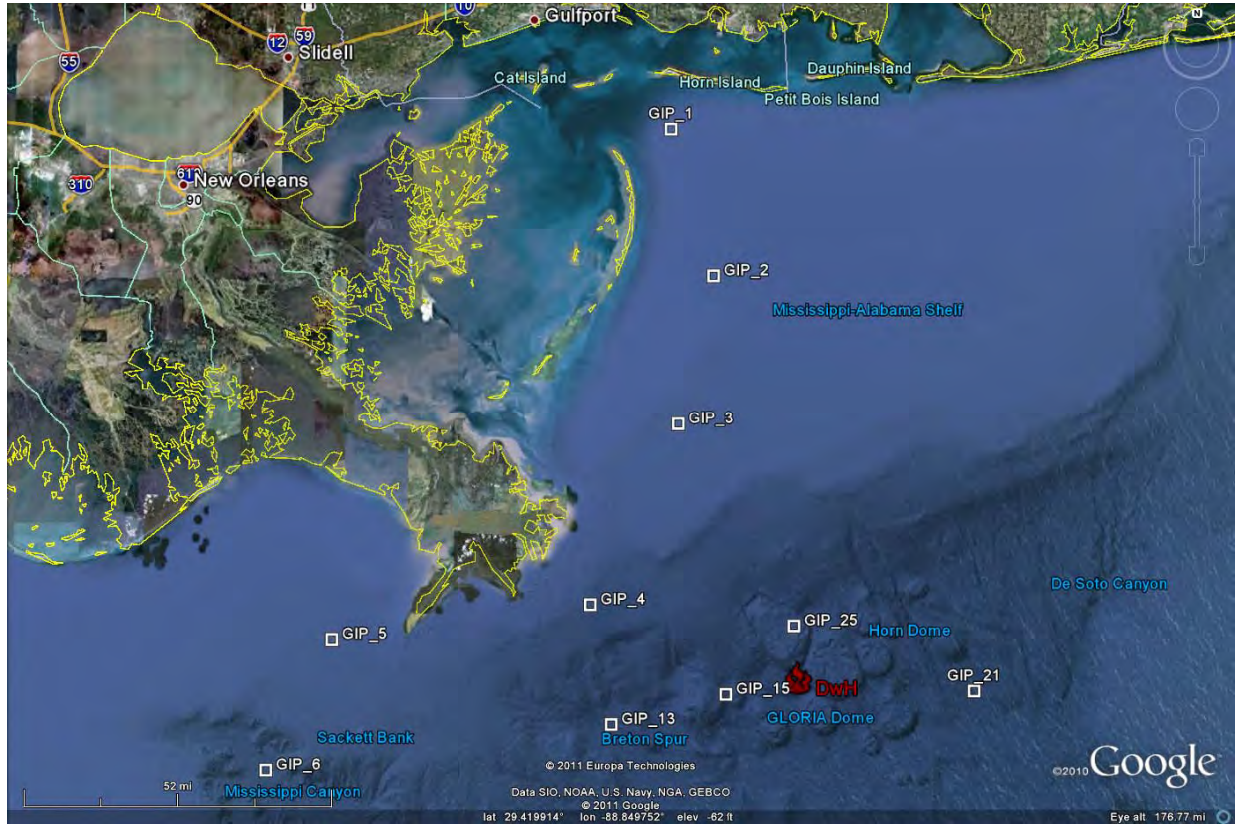 Gulfport
10
12
59
Slidell
55
Cat Island
Horn Island
Dauphin Island
Petit Bois Island
N
GIP_1
310
610
New Orleans
90
GIP_2
Mississippi-Alabama Shelf
GIP_3
De Soto Canyon
GIP_4
GIP_25
Horn Dome
GIP_5
GIP_21
GIP_15
DwH
GLORIA Dome
GIP_13
Breton Spur
Sackett Bank
GIP_6
Mississippi Canyon
52 mi
© 2011 Europa Technologies
©2010 Google
Data SIO, NOAA, U.S. Navy, NGA, GEBCO
© 2011 Google
lat 29.419914° lon -88.849752° elev -62 ft
Eye alt 176.77 mi